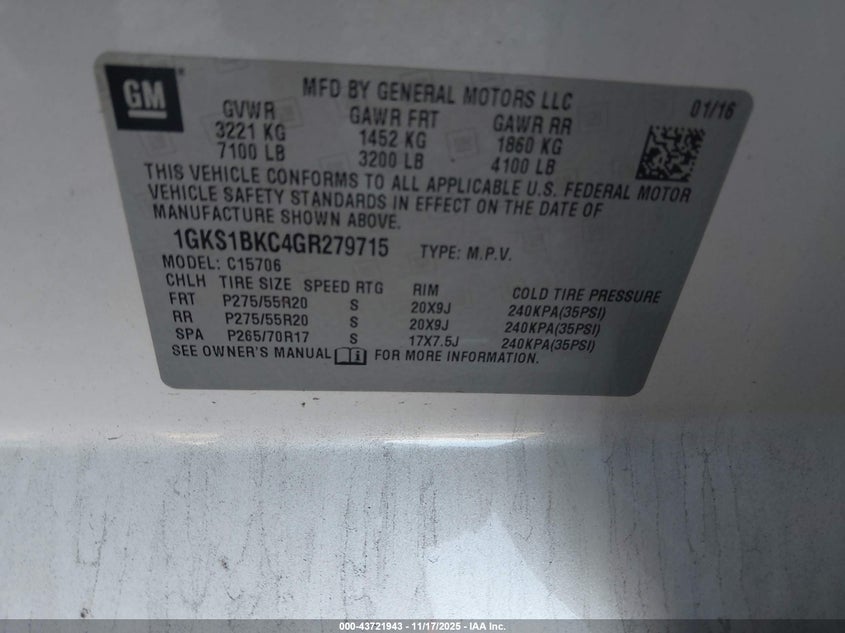 GM
MFD BY GENERAL MOTORS LLC 01/16
GVWR GAWR FRT GAWR RR
3221 KG 1452 KG 1860 KG
7100 LB 3200 LB 4100 LB
THIS VEHICLE CONFORMS TO ALL APPLICABLE U.S. FEDERAL MOTOR
VEHICLE SAFETY STANDARDS IN EFFECT ON THE DATE OF
MANUFACTURE SHOWN ABOVE.
1GKS1BKC4GR279715 TYPE: M.P.V.
MODEL: C15706
CHLH TIRE SIZE SPEED RTG RIM COLD TIRE PRESSURE
FRT P275/55R20 S 20X9J 240KPA(35PSI)
RR P275/55R20 S 20X9J 240KPA(35PSI)
SPA P265/70R17 S 17X7.5J 240KPA(35PSI)
SEE OWNER'S MANUAL i FOR MORE INFORMATION.
000-43721943 - 11/17/2025 - IAA Inc.